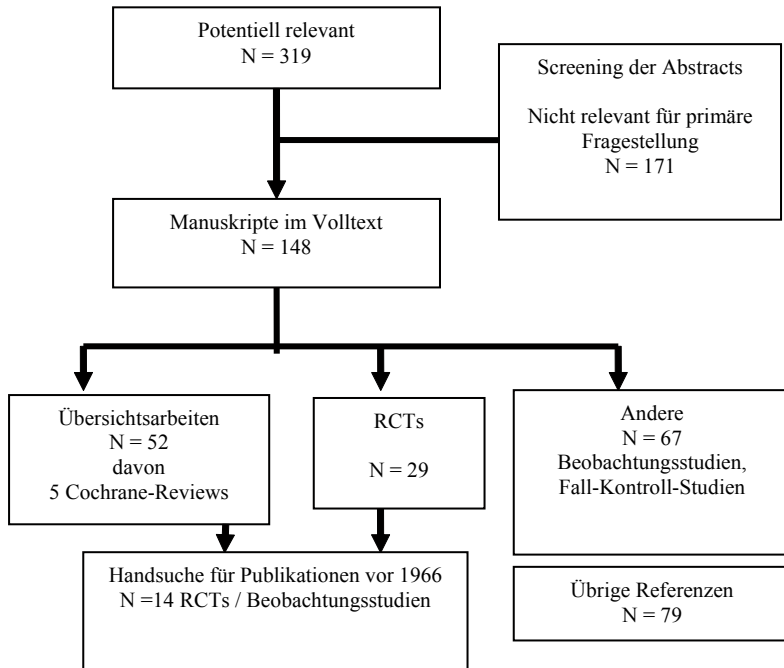 Potentiell relevant
N = 319
Screening der Abstracts
Nicht relevant für primäre
Fragestellung
N = 171
Manuskripte im Volltext
N = 148
Übersichtsarbeiten
N = 52
davon
5 Cochrane-Reviews
RCTs
N = 29
Andere
N = 67
Beobachtungsstudien,
Fall-Kontroll-Studien
Handsuche für Publikationen vor 1966
N =14 RCTs / Beobachtungsstudien
Übrige Referenzen
N = 79